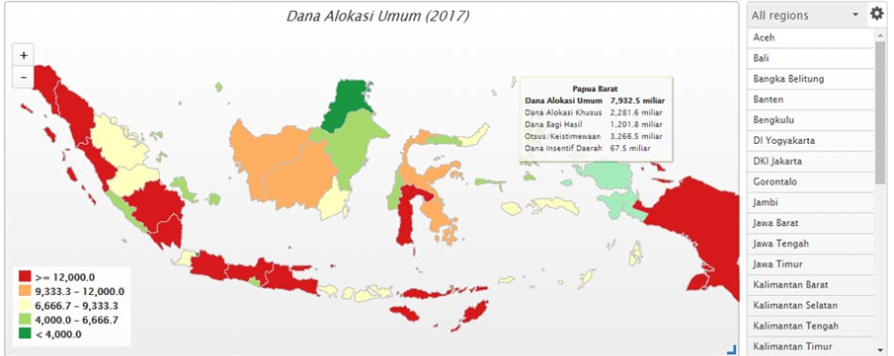 Dana Alokasi Umum (2017)
All regions
+
−
Aceh
Bali
Bangka Belitung
Banten
Bengkulu
DI Yogyakarta
DKI Jakarta
Gorontalo
Jambi
Jawa Barat
Jawa Tengah
Jawa Timur
Kalimantan Barat
Kalimantan Selatan
Kalimantan Tengah
Kalimantan Timur
Papua Barat
Dana Alokasi Umum 7,932.5 miliar
Dana Alokasi Khusus 2,281.6 miliar
Dana Bagi Hasil 1,201.8 miliar
Otsus/Keistimewaan 3,266.5 miliar
Dana Insentif Daerah 67.5 miliar
>= 12,000.0
9,333.3 - 12,000.0
6,666.7 - 9,333.3
4,000.0 - 6,666.7
< 4,000.0